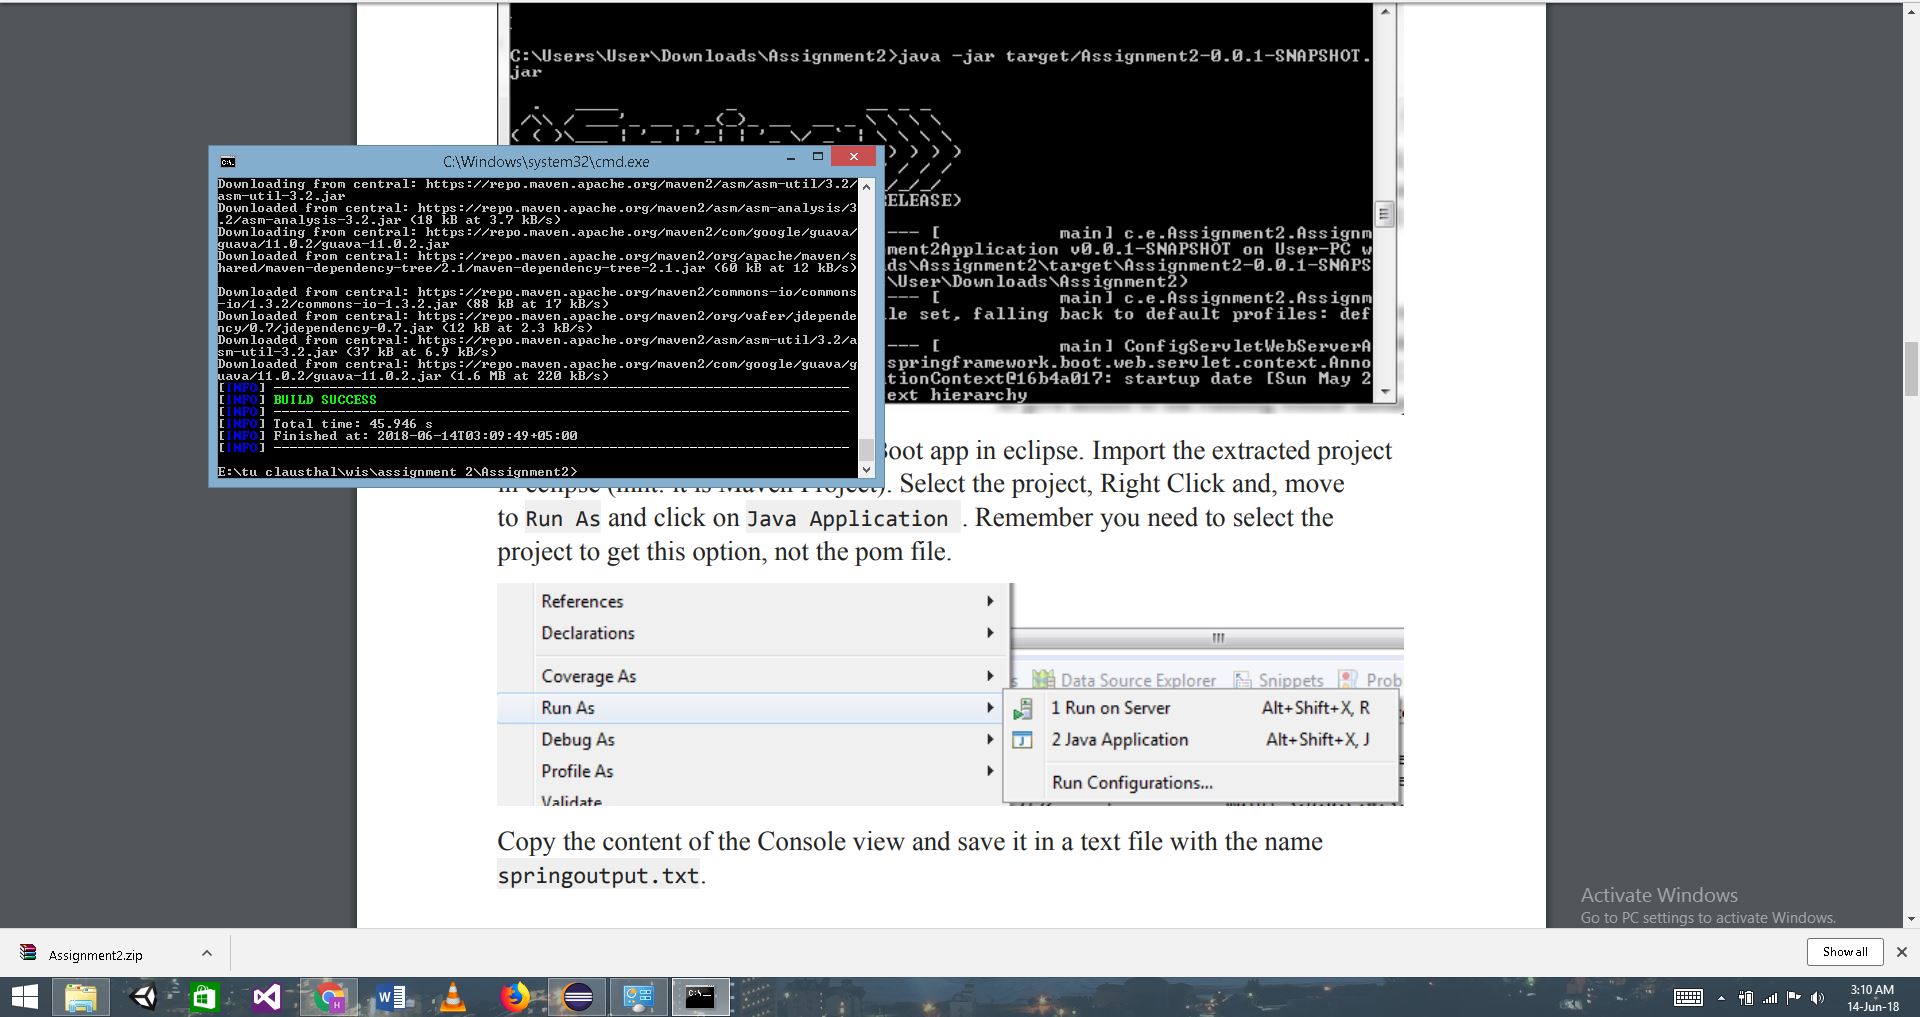 C:\Users\User\Downloads\Assignment2>java -jar target/Assignment2-0.0.1-SNAPSHOT.
jar
ELEASE)
--- [           main] c.e.Assignment2.Assignm
ment2Application v0.0.1-SNAPSHOT on User-PC w
ds\Assignment2\target\Assignment2-0.0.1-SNAPS
\User\Downloads\Assignment2)
--- [           main] c.e.Assignment2.Assignm
le set, falling back to default profiles: def
--- [           main] ConfigServletWebServerA
springframework.boot.web.servlet.context.Anno
tionContext@16b4a017: startup date [Sun May 2
ext hierarchy
C:\Windows\system32\cmd.exe
Downloading from central: https://repo.maven.apache.org/maven2/asm/asm-util/3.2/
asm-util-3.2.jar
Downloaded from central: https://repo.maven.apache.org/maven2/asm/asm-analysis/3
.2/asm-analysis-3.2.jar (18 kB at 3.7 kB/s)
Downloading from central: https://repo.maven.apache.org/maven2/com/google/guava/
guava/11.0.2/guava-11.0.2.jar
Downloaded from central: https://repo.maven.apache.org/maven2/org/apache/maven/s
hared/maven-dependency-tree/2.1/maven-dependency-tree-2.1.jar (60 kB at 12 kB/s)
Downloaded from central: https://repo.maven.apache.org/maven2/commons-io/commons
-io/1.3.2/commons-io-1.3.2.jar (88 kB at 17 kB/s)
Downloaded from central: https://repo.maven.apache.org/maven2/org/vafer/jdepende
ncy/0.7/jdependency-0.7.jar (12 kB at 2.3 kB/s)
Downloaded from central: https://repo.maven.apache.org/maven2/asm/asm-util/3.2/a
sm-util-3.2.jar (37 kB at 6.9 kB/s)
Downloaded from central: https://repo.maven.apache.org/maven2/com/google/guava/g
uava/11.0.2/guava-11.0.2.jar (1.6 MB at 220 kB/s)
[INFO] ------------------------------------------------------------------------
[INFO] BUILD SUCCESS
[INFO] ------------------------------------------------------------------------
[INFO] Total time: 45.946 s
[INFO] Finished at: 2018-06-14T03:09:49+05:00
[INFO] ------------------------------------------------------------------------
E:\tu clausthal\wis\assignment 2\Assignment2>
Boot app in eclipse. Import the extracted project
in eclipse (hint: it is Maven Project). Select the project, Right Click and, move
to Run As and click on Java Application . Remember you need to select the
project to get this option, not the pom file.
References
Declarations
Coverage As
Run As
Debug As
Profile As
Validate
s Data Source Explorer Snippets Prob
1 Run on Server Alt+Shift+X, R
2 Java Application Alt+Shift+X, J
Run Configurations...
Copy the content of the Console view and save it in a text file with the name
springoutput.txt.
Activate Windows
Go to PC settings to activate Windows.
Assignment2.zip
Show all
3:10 AM
14-Jun-18